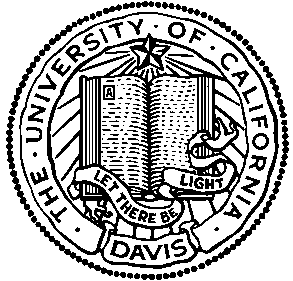 · THE · UNIVERSITY · OF · CALIFORNIA ·
A
LET THERE BE
LIGHT
DAVIS